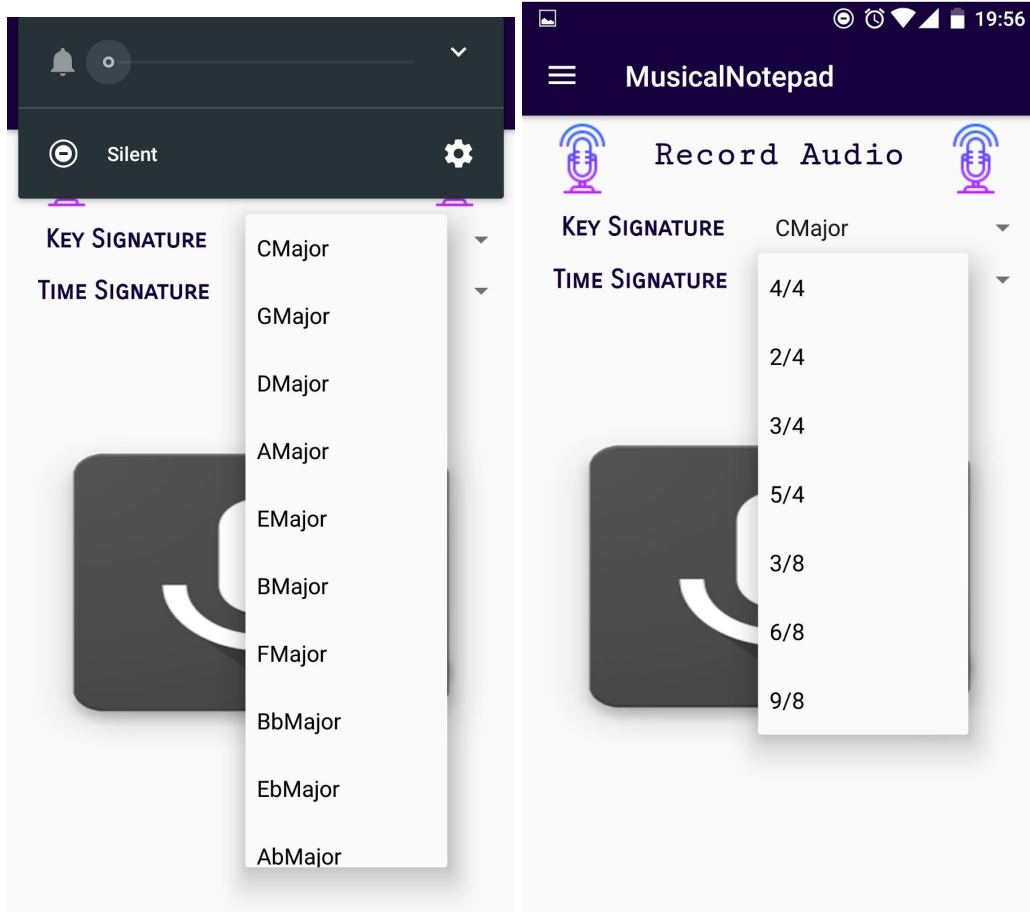 Silent
KEY SIGNATURE
TIME SIGNATURE
CMajor
GMajor
DMajor
AMajor
EMajor
BMajor
FMajor
BbMajor
EbMajor
AbMajor
19:56
MusicalNotepad
Record Audio
KEY SIGNATURE CMajor
TIME SIGNATURE
4/4
2/4
3/4
5/4
3/8
6/8
9/8